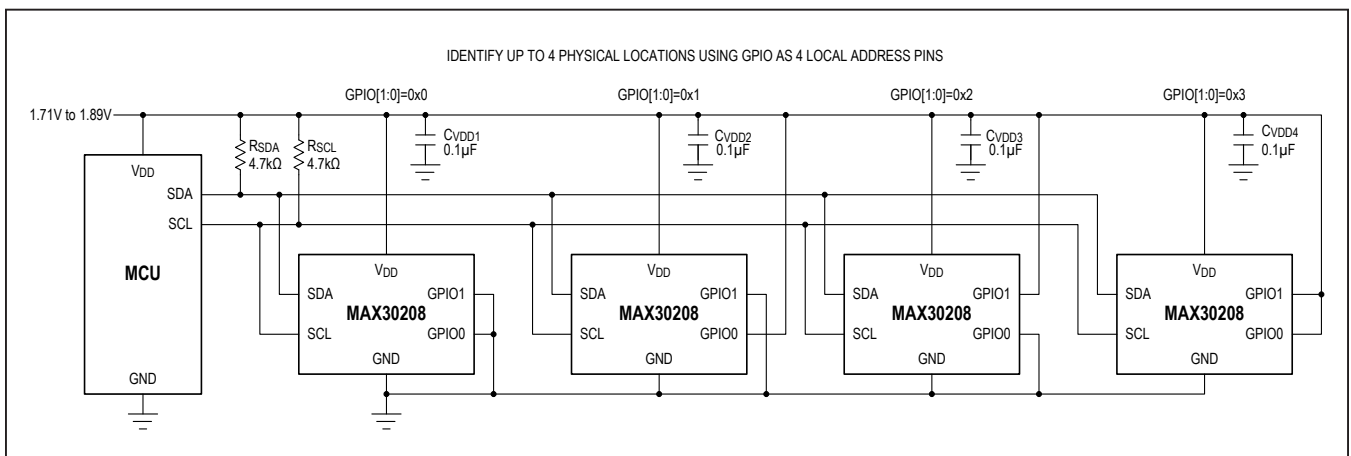 IDENTIFY UP TO 4 PHYSICAL LOCATIONS USING GPIO AS 4 LOCAL ADDRESS PINS
GPIO[1:0]=0x0
GPIO[1:0]=0x1
GPIO[1:0]=0x2
GPIO[1:0]=0x3
1.71V to 1.89V
RSDA
4.7kΩ
RSCL
4.7kΩ
CVDD1
0.1µF
CVDD2
0.1µF
CVDD3
0.1µF
CVDD4
0.1µF
VDD
SDA
SCL
MCU
GND
VDD
SDA
GPIO1
MAX30208
SCL
GPIO0
GND
VDD
SDA
GPIO1
MAX30208
SCL
GPIO0
GND
VDD
SDA
GPIO1
MAX30208
SCL
GPIO0
GND
VDD
SDA
GPIO1
MAX30208
SCL
GPIO0
GND